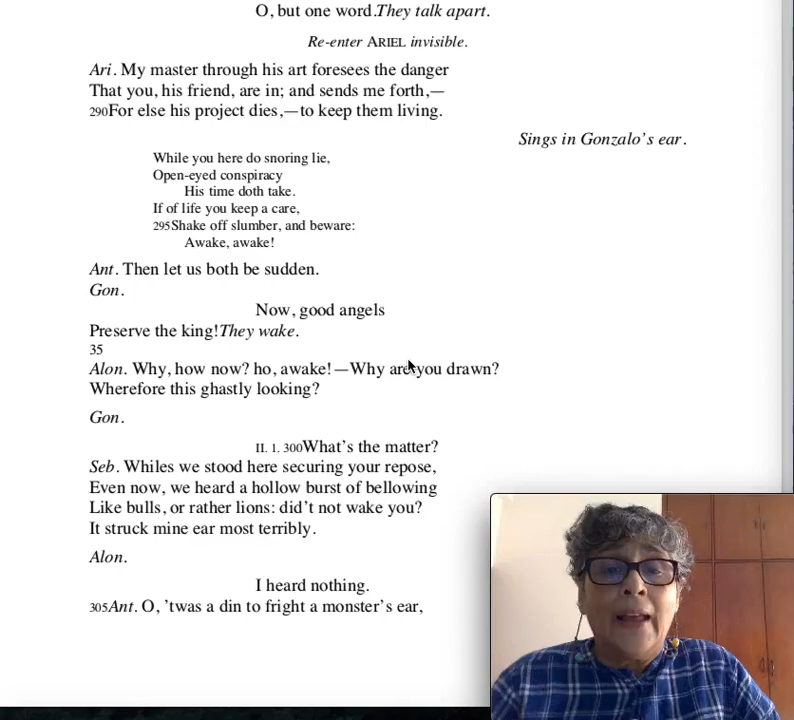 O, but one word.They talk apart.
Re-enter ARIEL invisible.
Ari. My master through his art foresees the danger
That you, his friend, are in; and sends me forth,—
290For else his project dies,—to keep them living.
Sings in Gonzalo's ear.
While you here do snoring lie,
Open-eyed conspiracy
His time doth take.
If of life you keep a care,
295Shake off slumber, and beware:
Awake, awake!
Ant. Then let us both be sudden.
Gon.
Now, good angels
Preserve the king!They wake.
35
Alon. Why, how now? ho, awake!—Why are you drawn?
Wherefore this ghastly looking?
Gon.
II. 1. 300What's the matter?
Seb. Whiles we stood here securing your repose,
Even now, we heard a hollow burst of bellowing
Like bulls, or rather lions: did't not wake you?
It struck mine ear most terribly.
Alon.
I heard nothing.
305Ant. O, 'twas a din to fright a monster's ear,